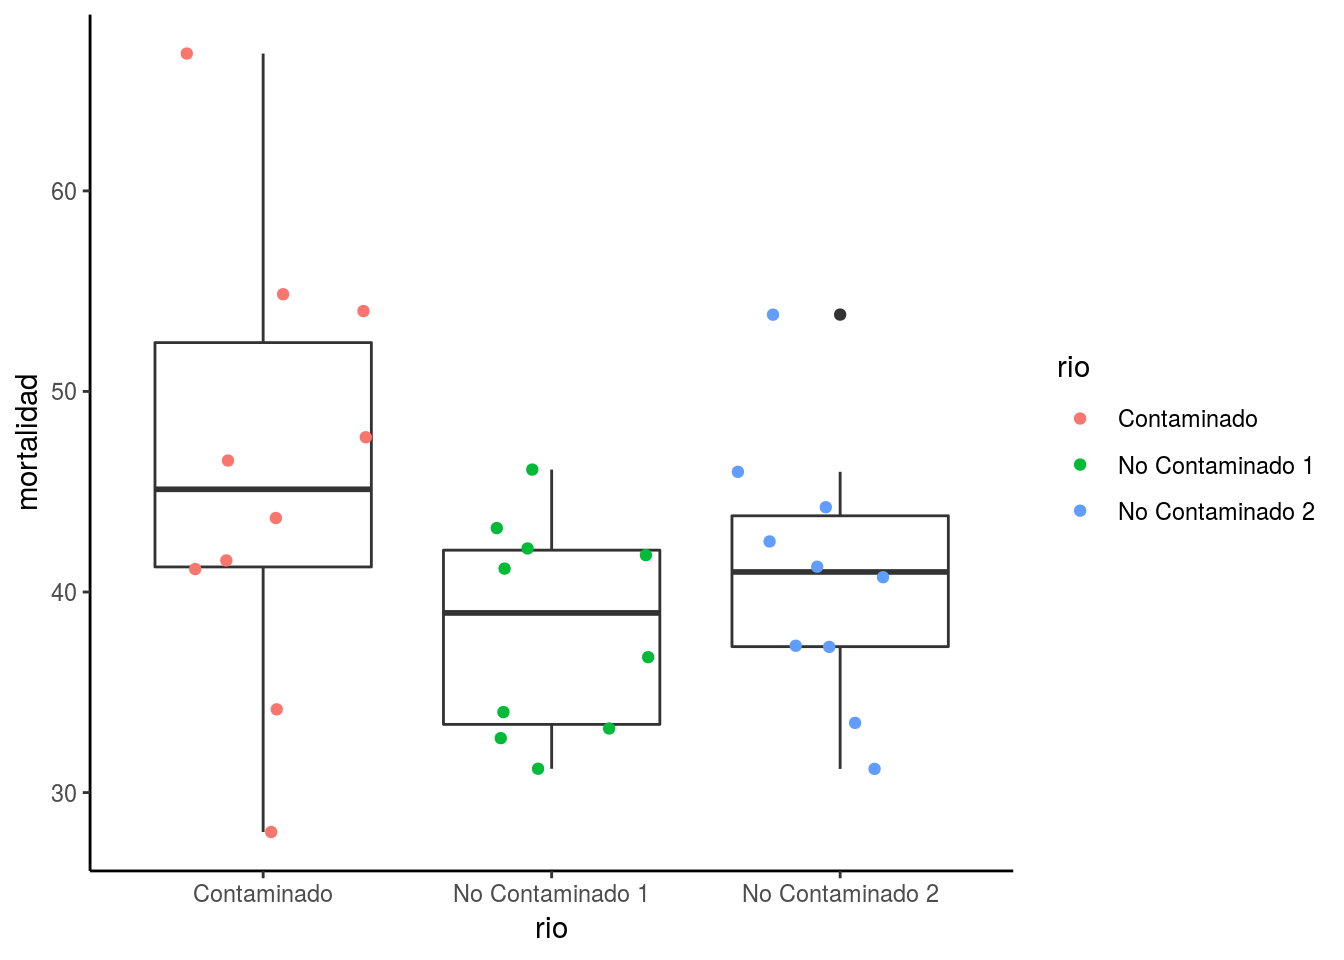 mortalidad
60
50
40
30
Contaminado
No Contaminado 1
No Contaminado 2
rio
rio
Contaminado
No Contaminado 1
No Contaminado 2